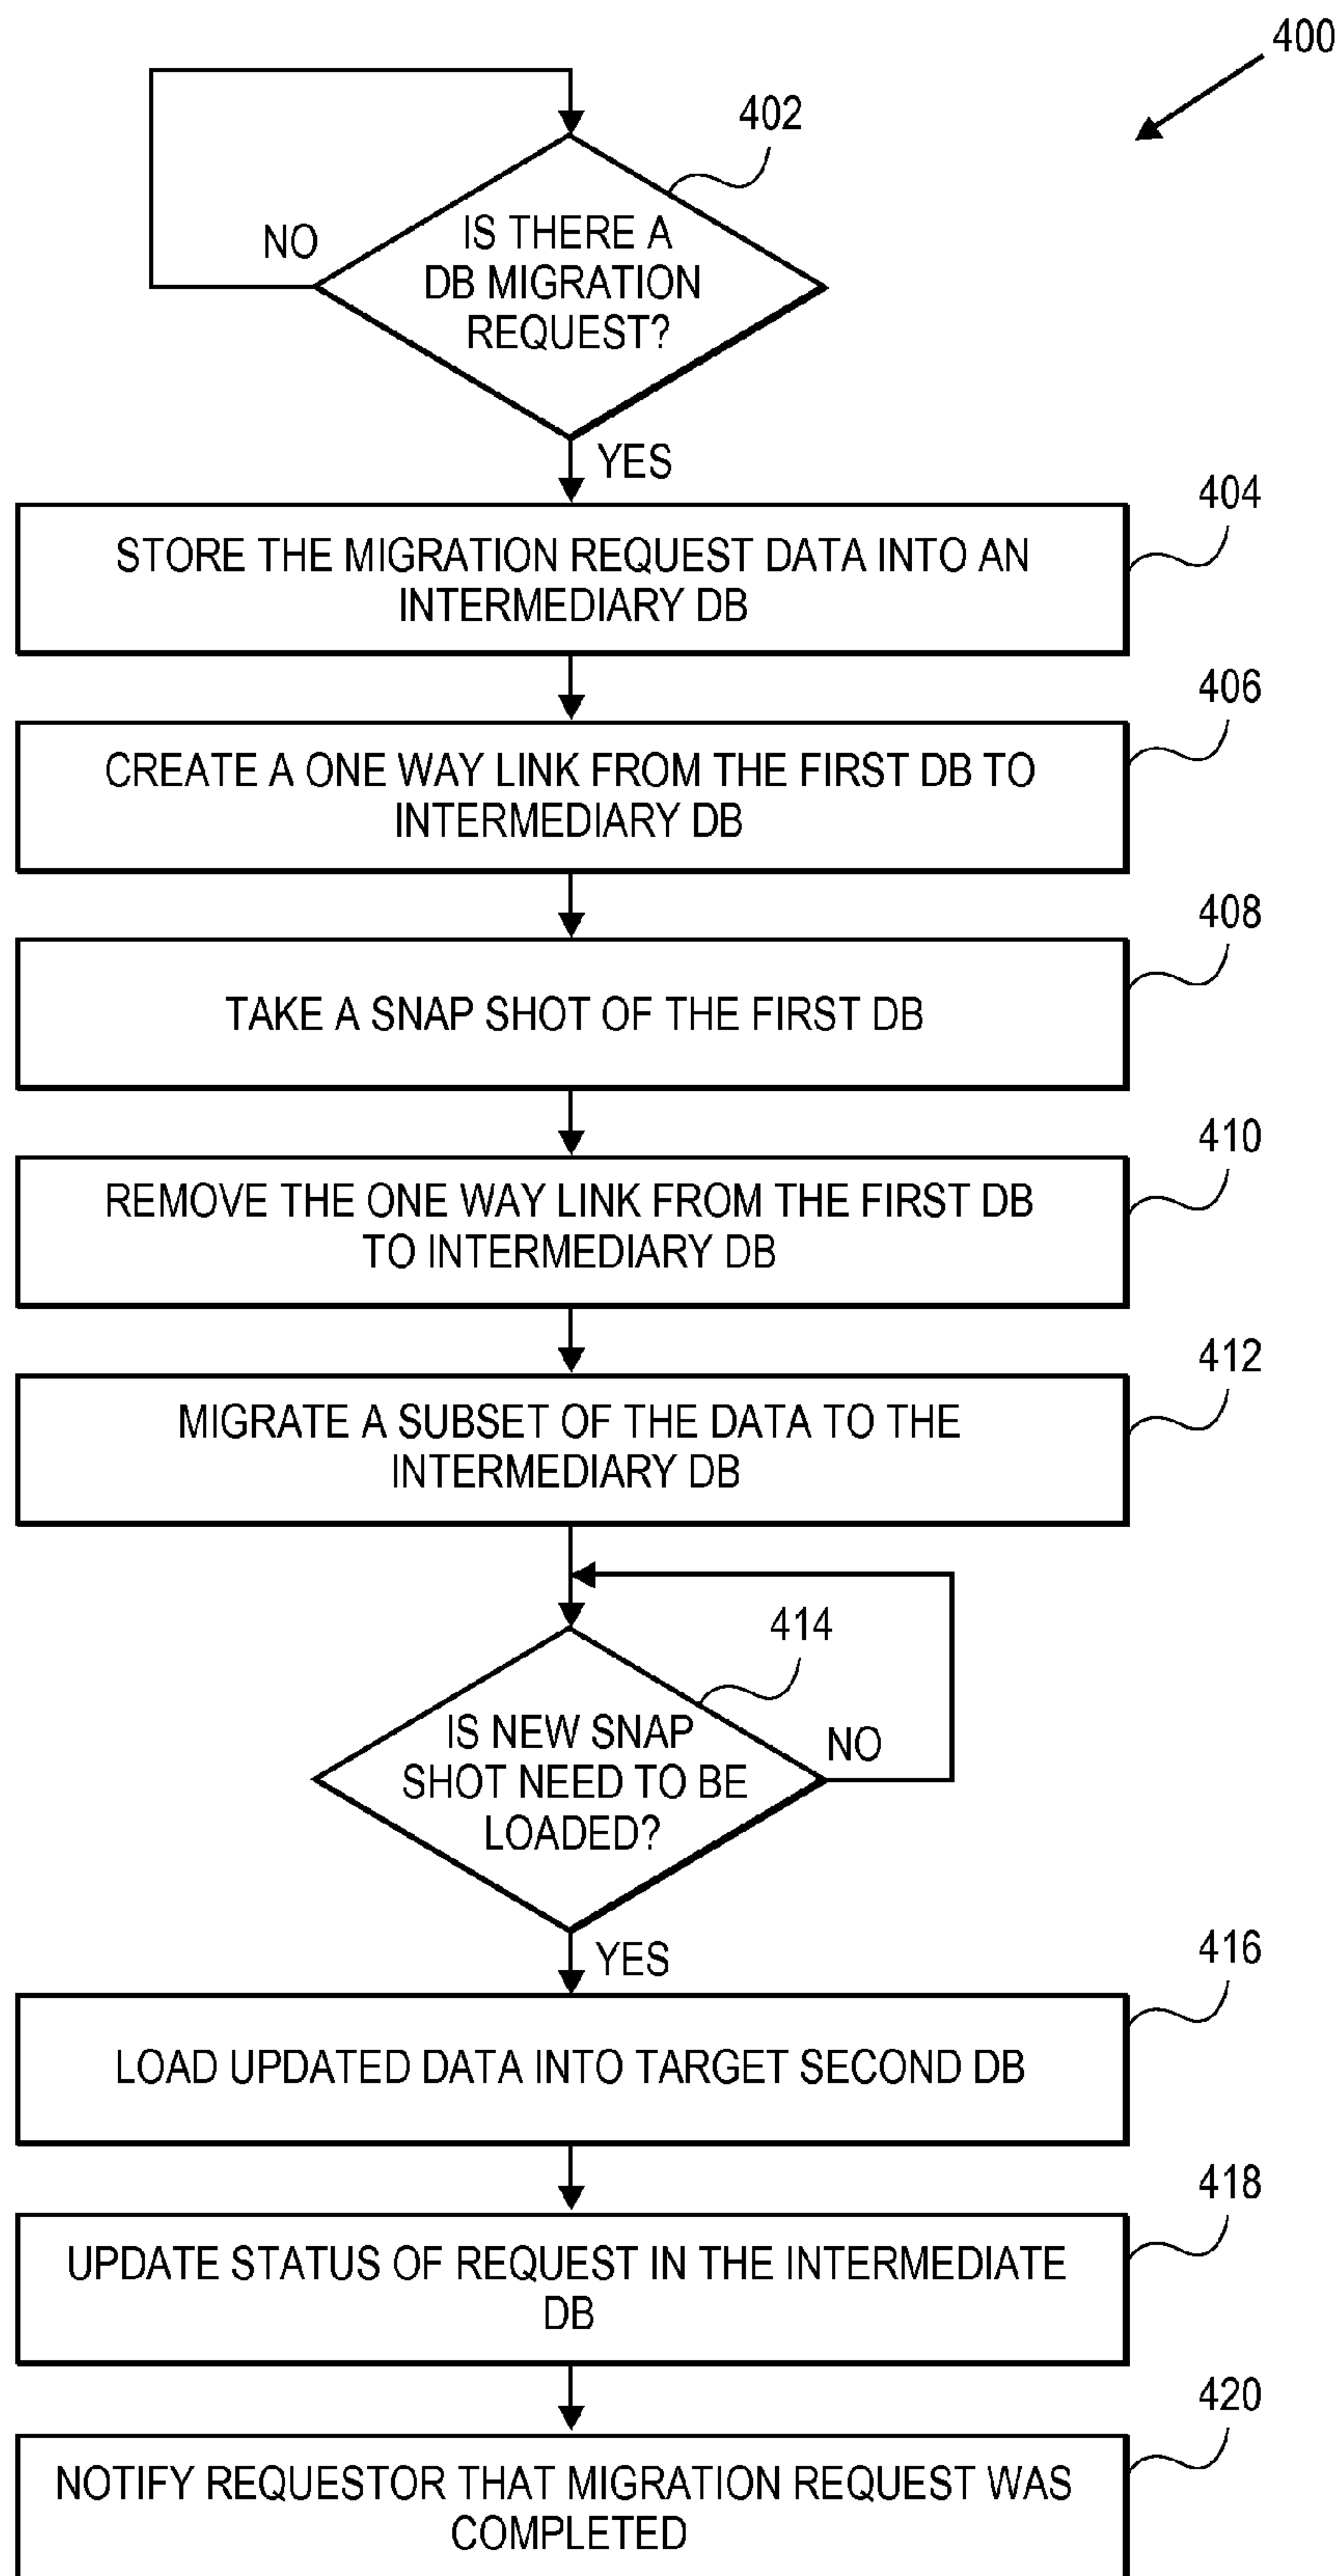 400
402
IS THERE A
DB MIGRATION
REQUEST?
NO
YES
404
STORE THE MIGRATION REQUEST DATA INTO AN
INTERMEDIARY DB
406
CREATE A ONE WAY LINK FROM THE FIRST DB TO
INTERMEDIARY DB
408
TAKE A SNAP SHOT OF THE FIRST DB
410
REMOVE THE ONE WAY LINK FROM THE FIRST DB
TO INTERMEDIARY DB
412
MIGRATE A SUBSET OF THE DATA TO THE
INTERMEDIARY DB
414
IS NEW SNAP
SHOT NEED TO BE
LOADED?
NO
YES
416
LOAD UPDATED DATA INTO TARGET SECOND DB
418
UPDATE STATUS OF REQUEST IN THE INTERMEDIATE
DB
420
NOTIFY REQUESTOR THAT MIGRATION REQUEST WAS
COMPLETED